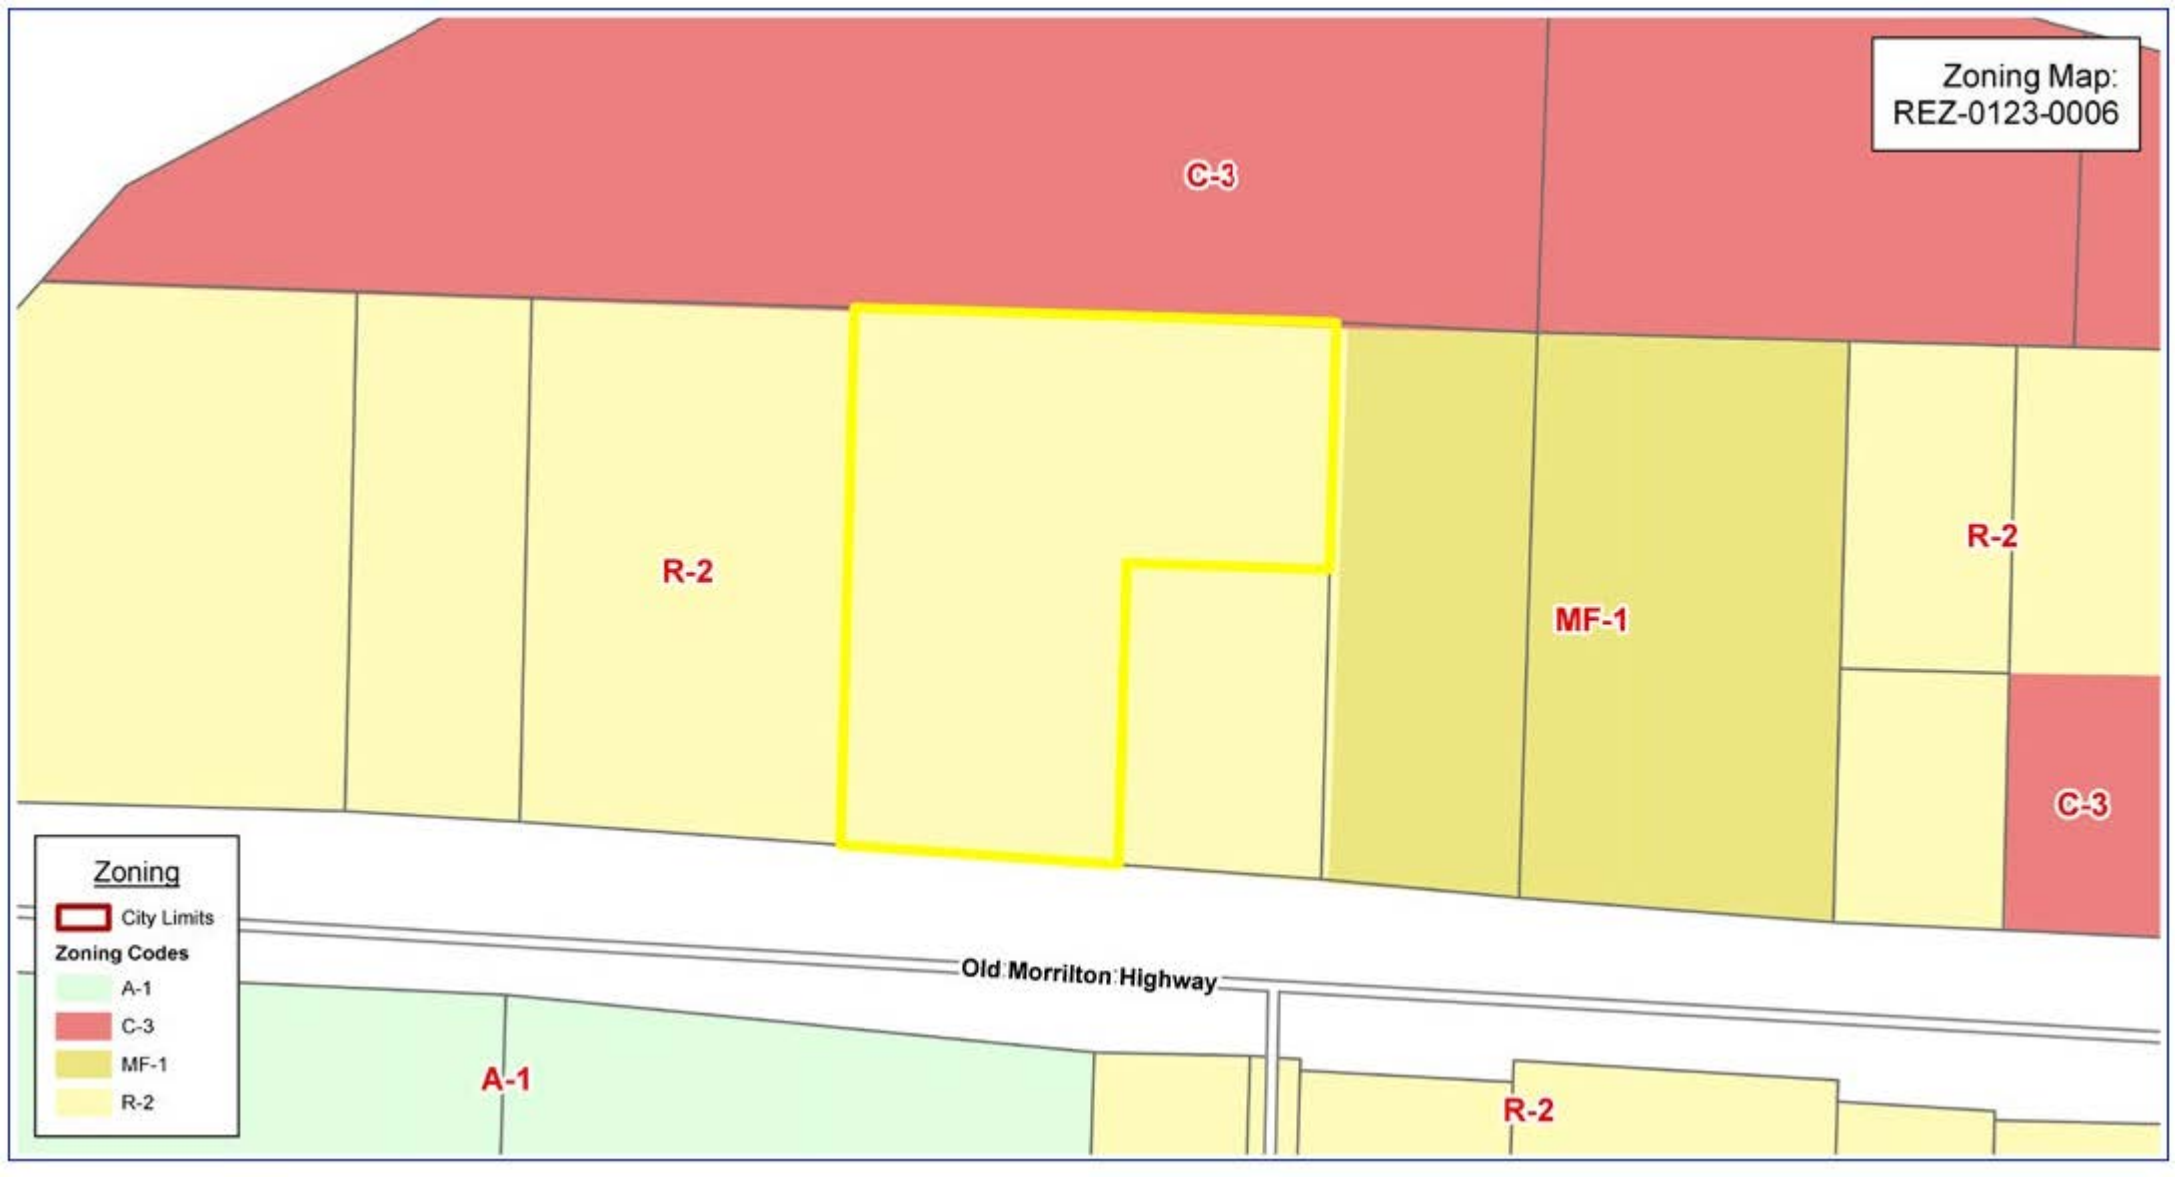 Zoning Map:
REZ-0123-0006
C-3
R-2
R-2
MF-1
C-3
Zoning
City Limits
Zoning Codes
A-1
C-3
MF-1
R-2
Old Morrilton Highway
A-1
R-2